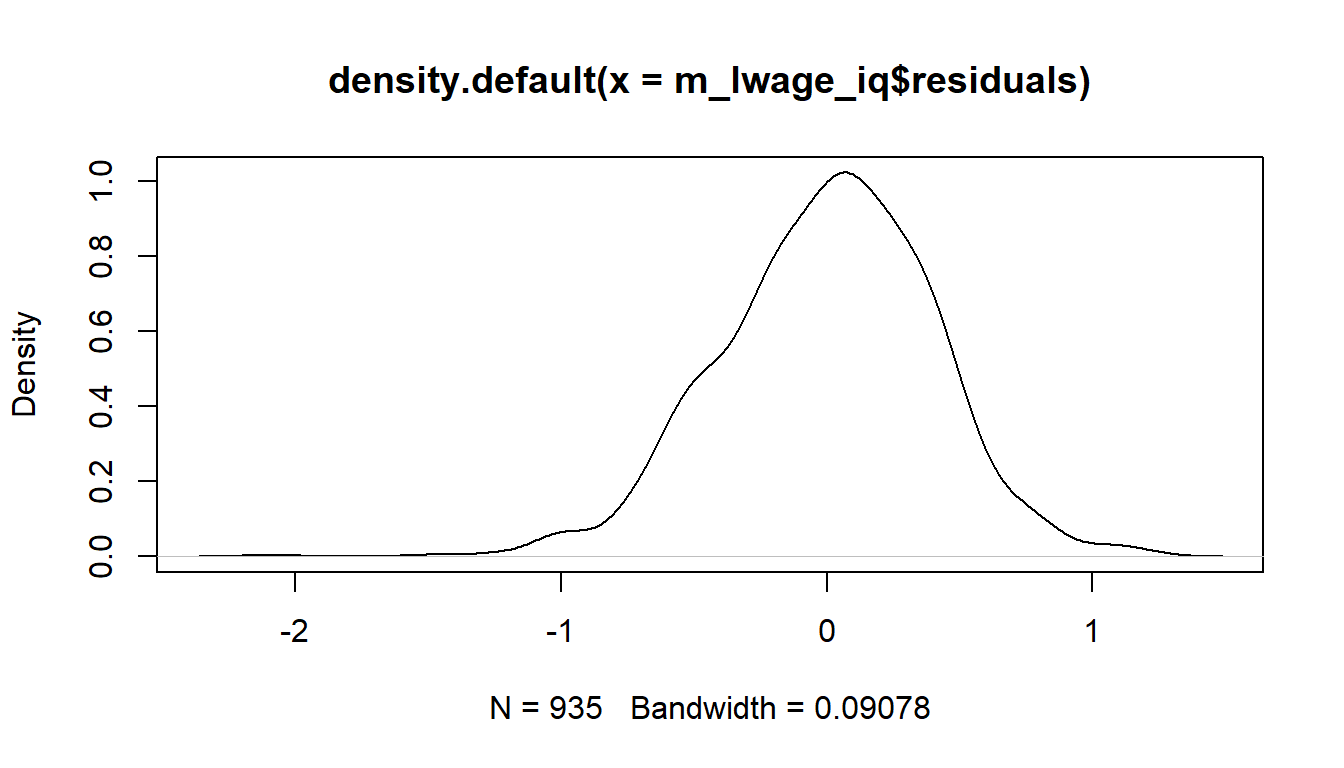 density.default(x = m_lwage_iq$residuals)
Density
1.0
0.8
0.6
0.4
0.2
0.0
-2 -1 0 1
N = 935 Bandwidth = 0.09078